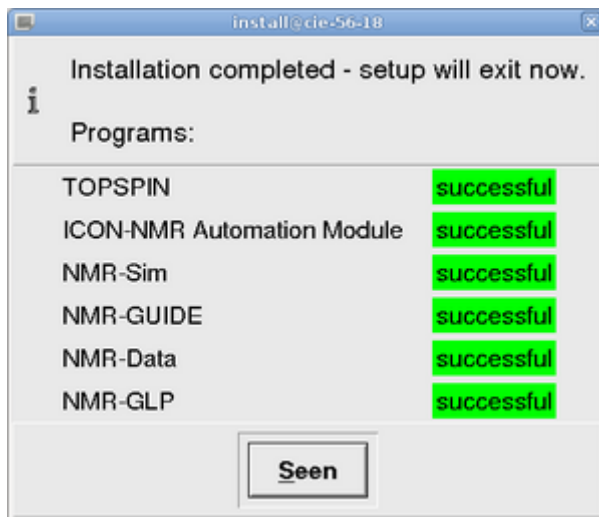 install@cie-56-18
Installation completed - setup will exit now.
Programs:
TOPSPIN successful
ICON-NMR Automation Module successful
NMR-Sim successful
NMR-GUIDE successful
NMR-Data successful
NMR-GLP successful
Seen